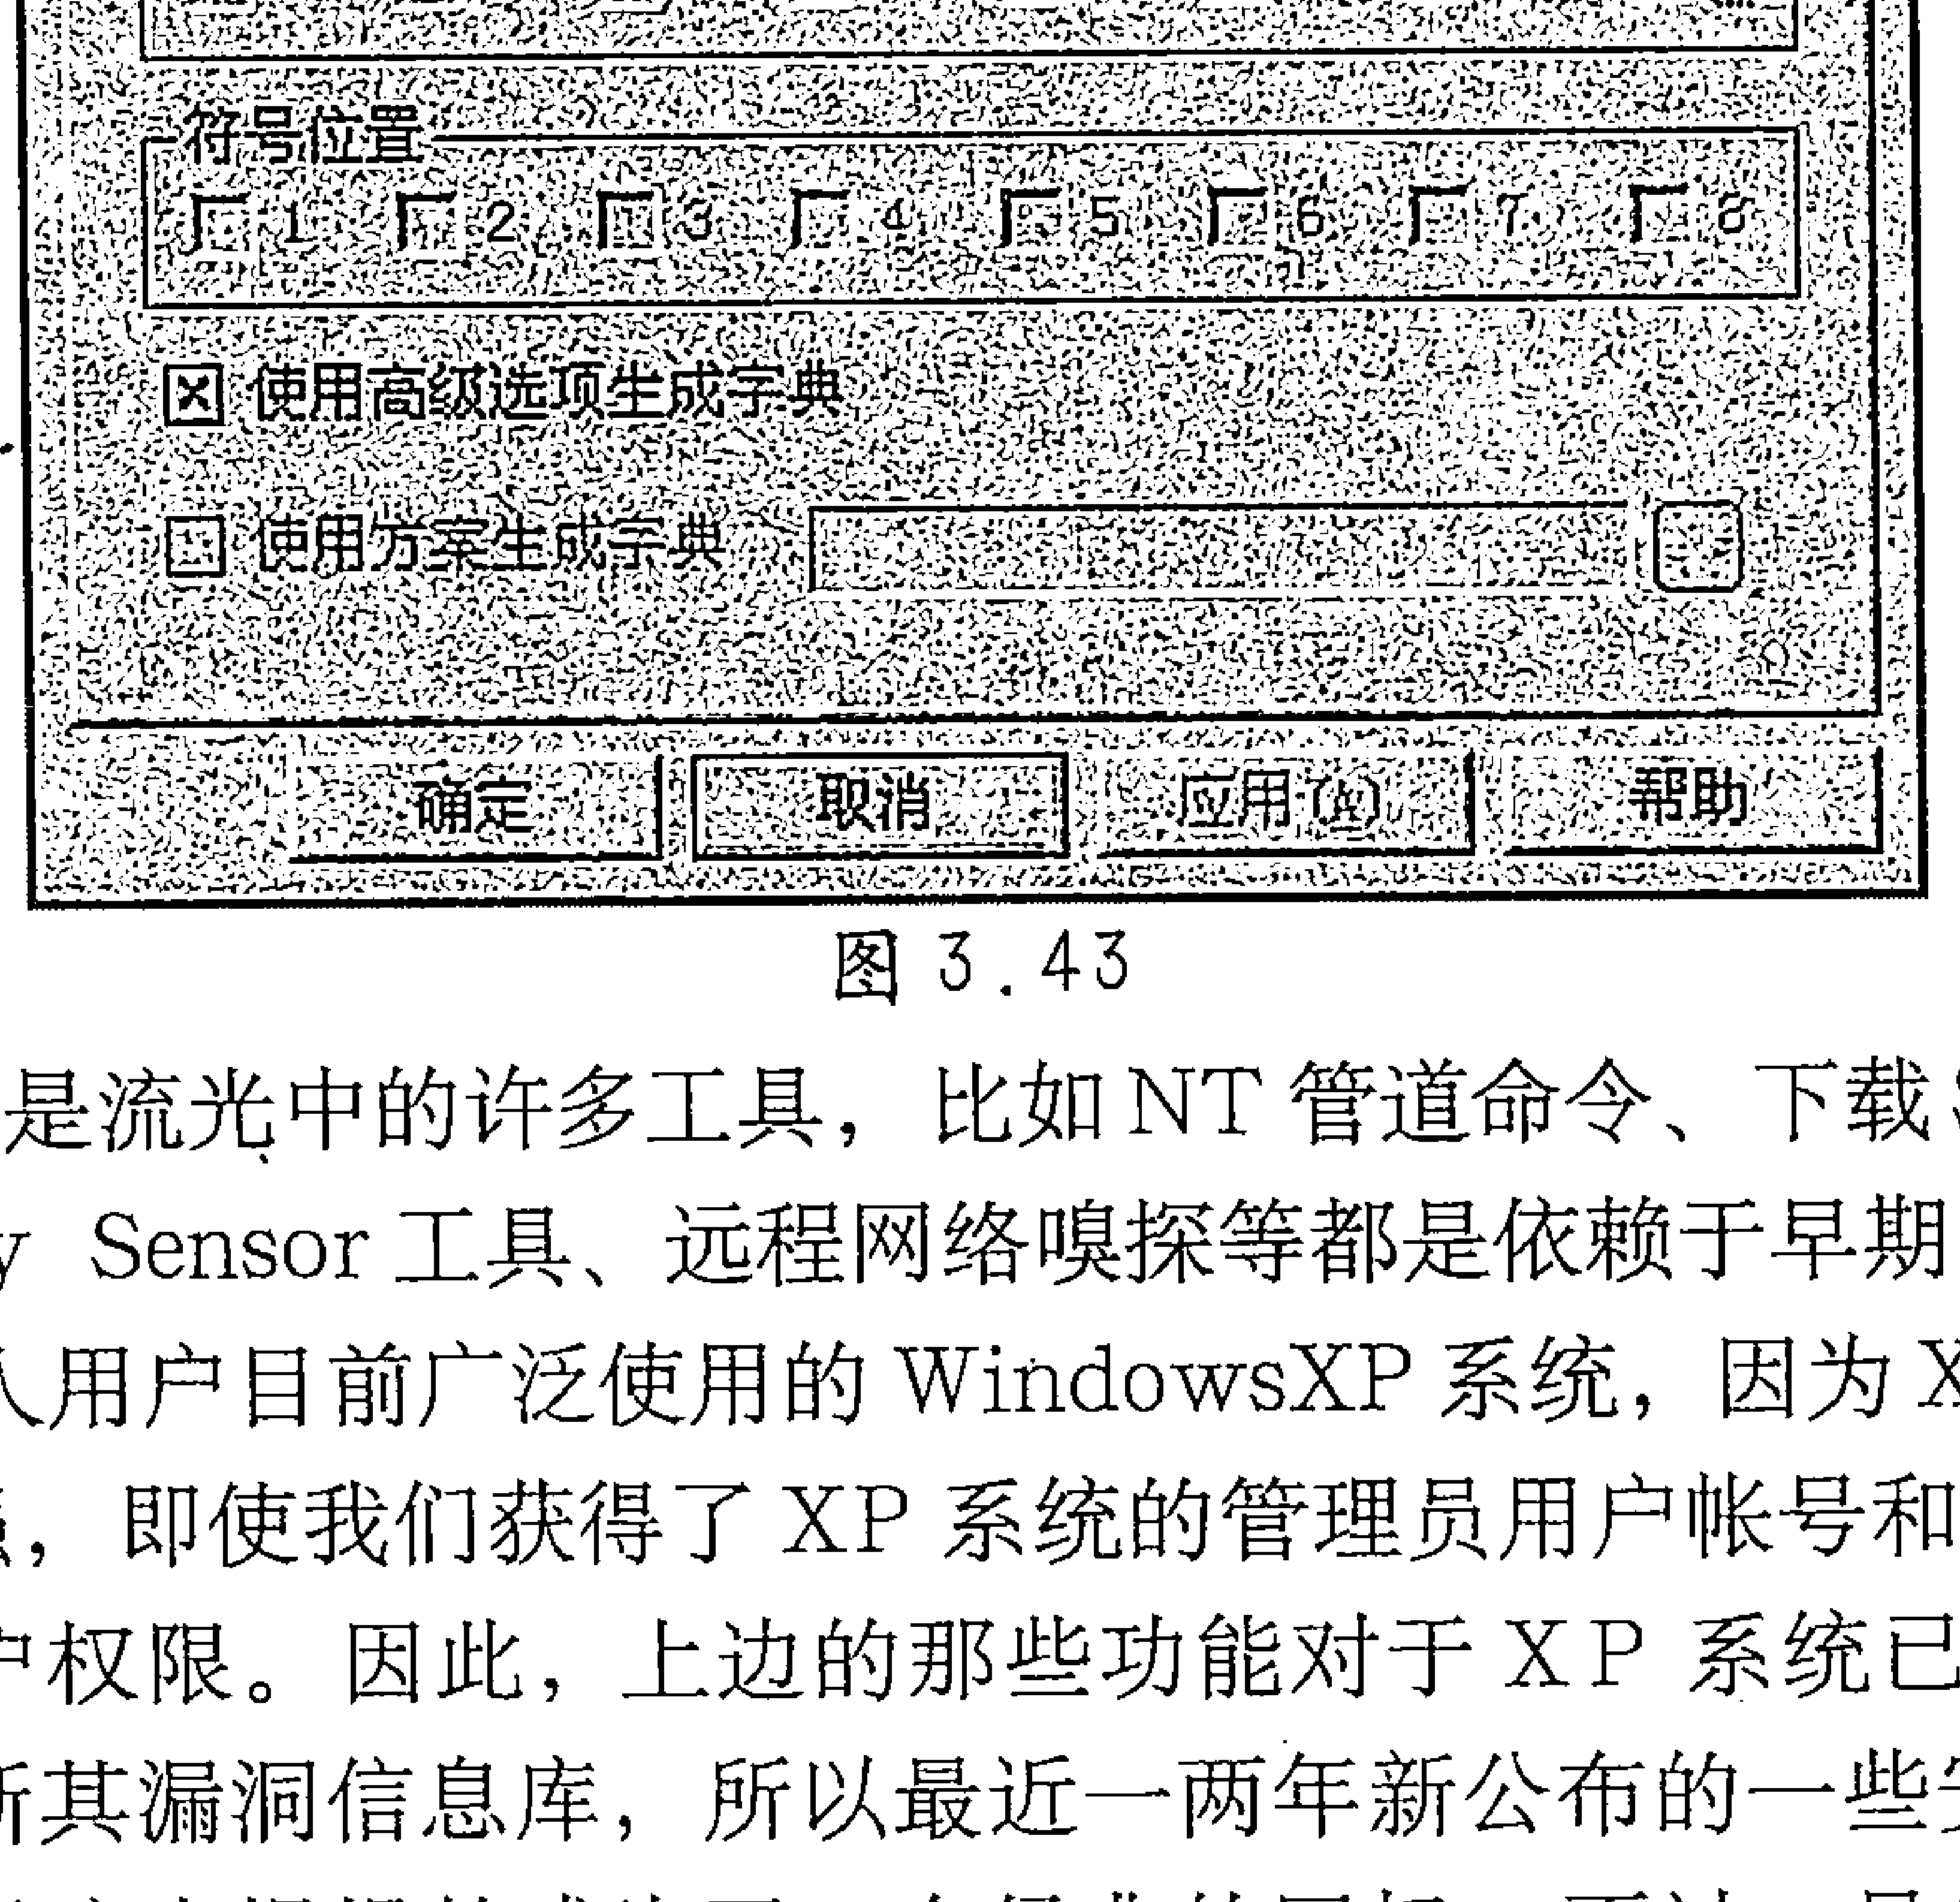 符号位置
1 2 3 4 5 6 7 8
使用高级选项生成字典
使用方案生成字典
确定 取消 应用(A) 帮助
图 3.43
是流光中的许多工具，比如NT管道命令、下载
Sensor工具、远程网络嗅探等都是依赖于早期
用户目前广泛使用的WindowsXP系统，因为X
，即使我们获得了XP系统的管理员用户帐号和
权限。因此，上边的那些功能对于XP系统已
其漏洞信息库，所以最近一两年新公布的一些